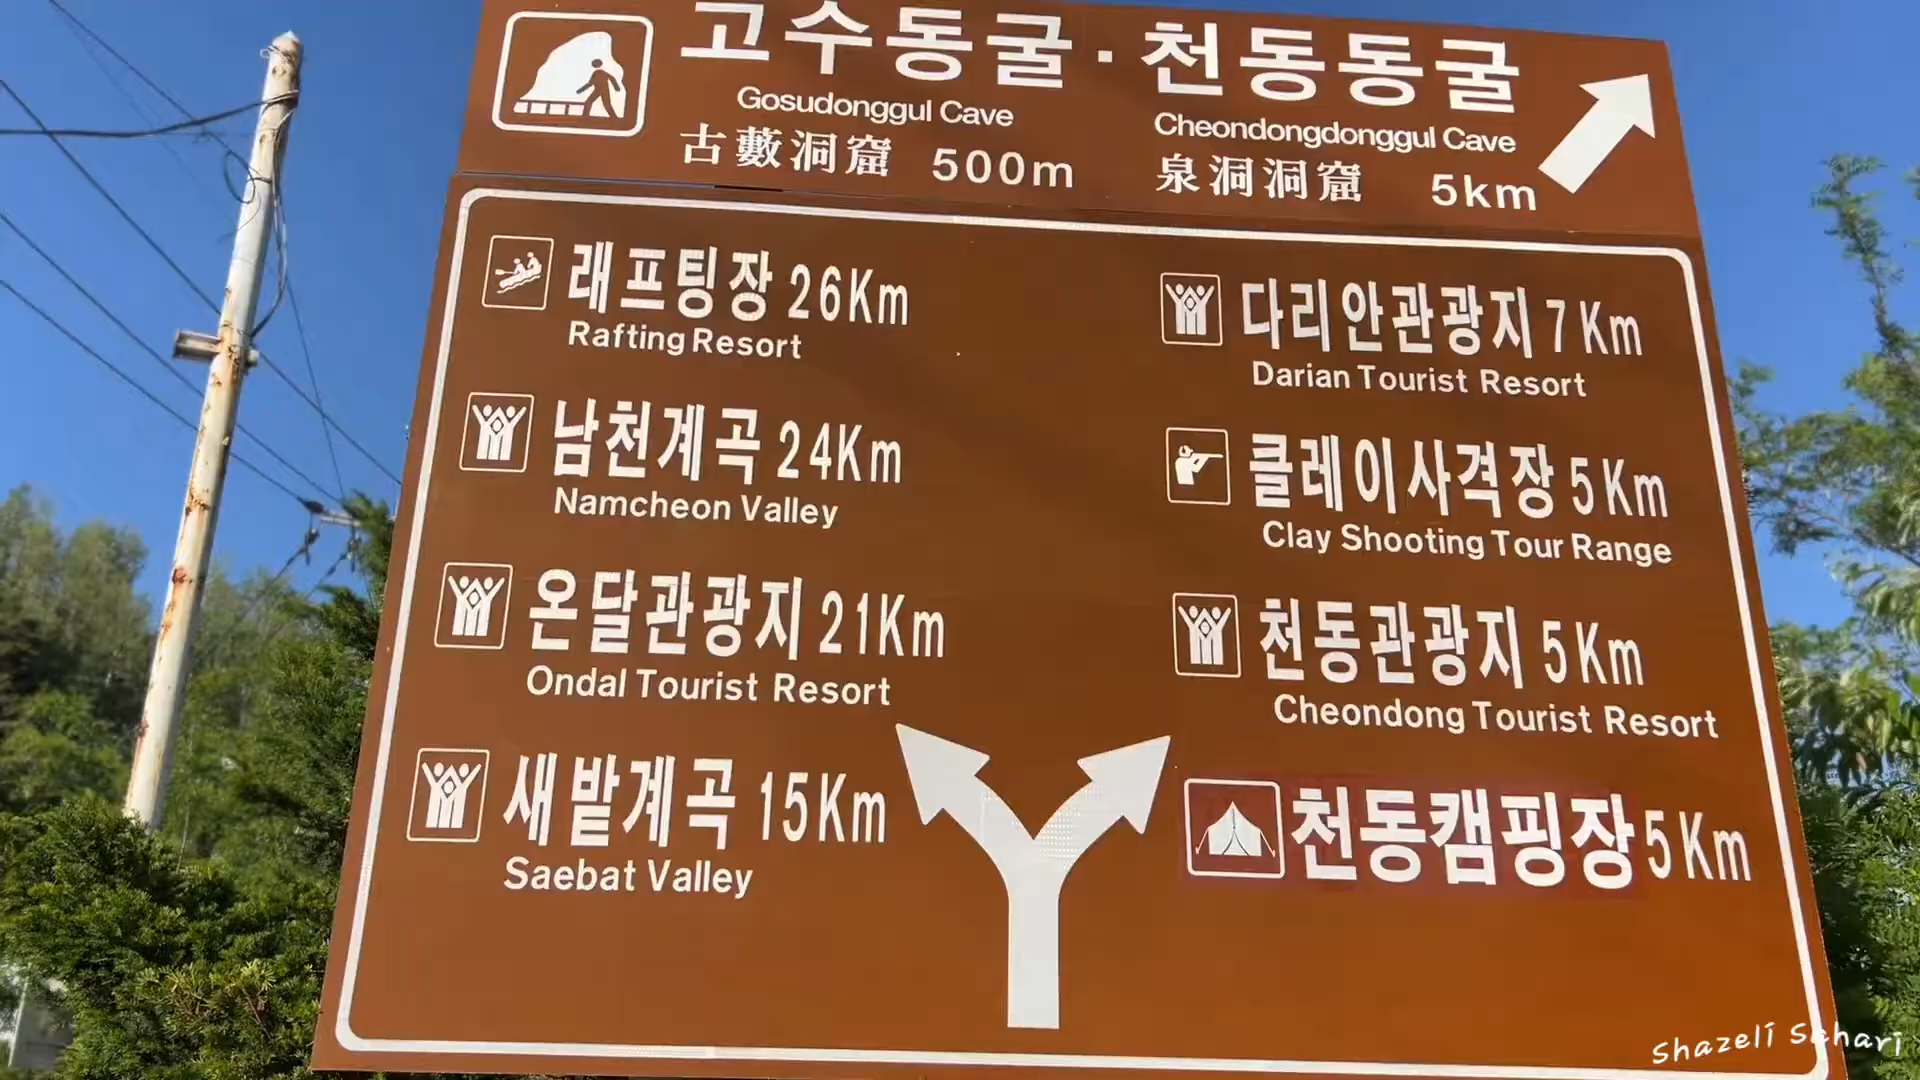 고수동굴 · 천동동굴
Gosudonggul Cave Cheondongdonggul Cave
古藪洞窟 500m 泉洞洞窟 5km
래프팅장 26Km
Rafting Resort
남천계곡 24Km
Namcheon Valley
온달관광지 21Km
Ondal Tourist Resort
새밭계곡 15Km
Saebat Valley
다리안관광지 7Km
Darian Tourist Resort
클레이사격장 5Km
Clay Shooting Tour Range
천동관광지 5Km
Cheondong Tourist Resort
천동캠핑장 5Km
Shazeli Sahari